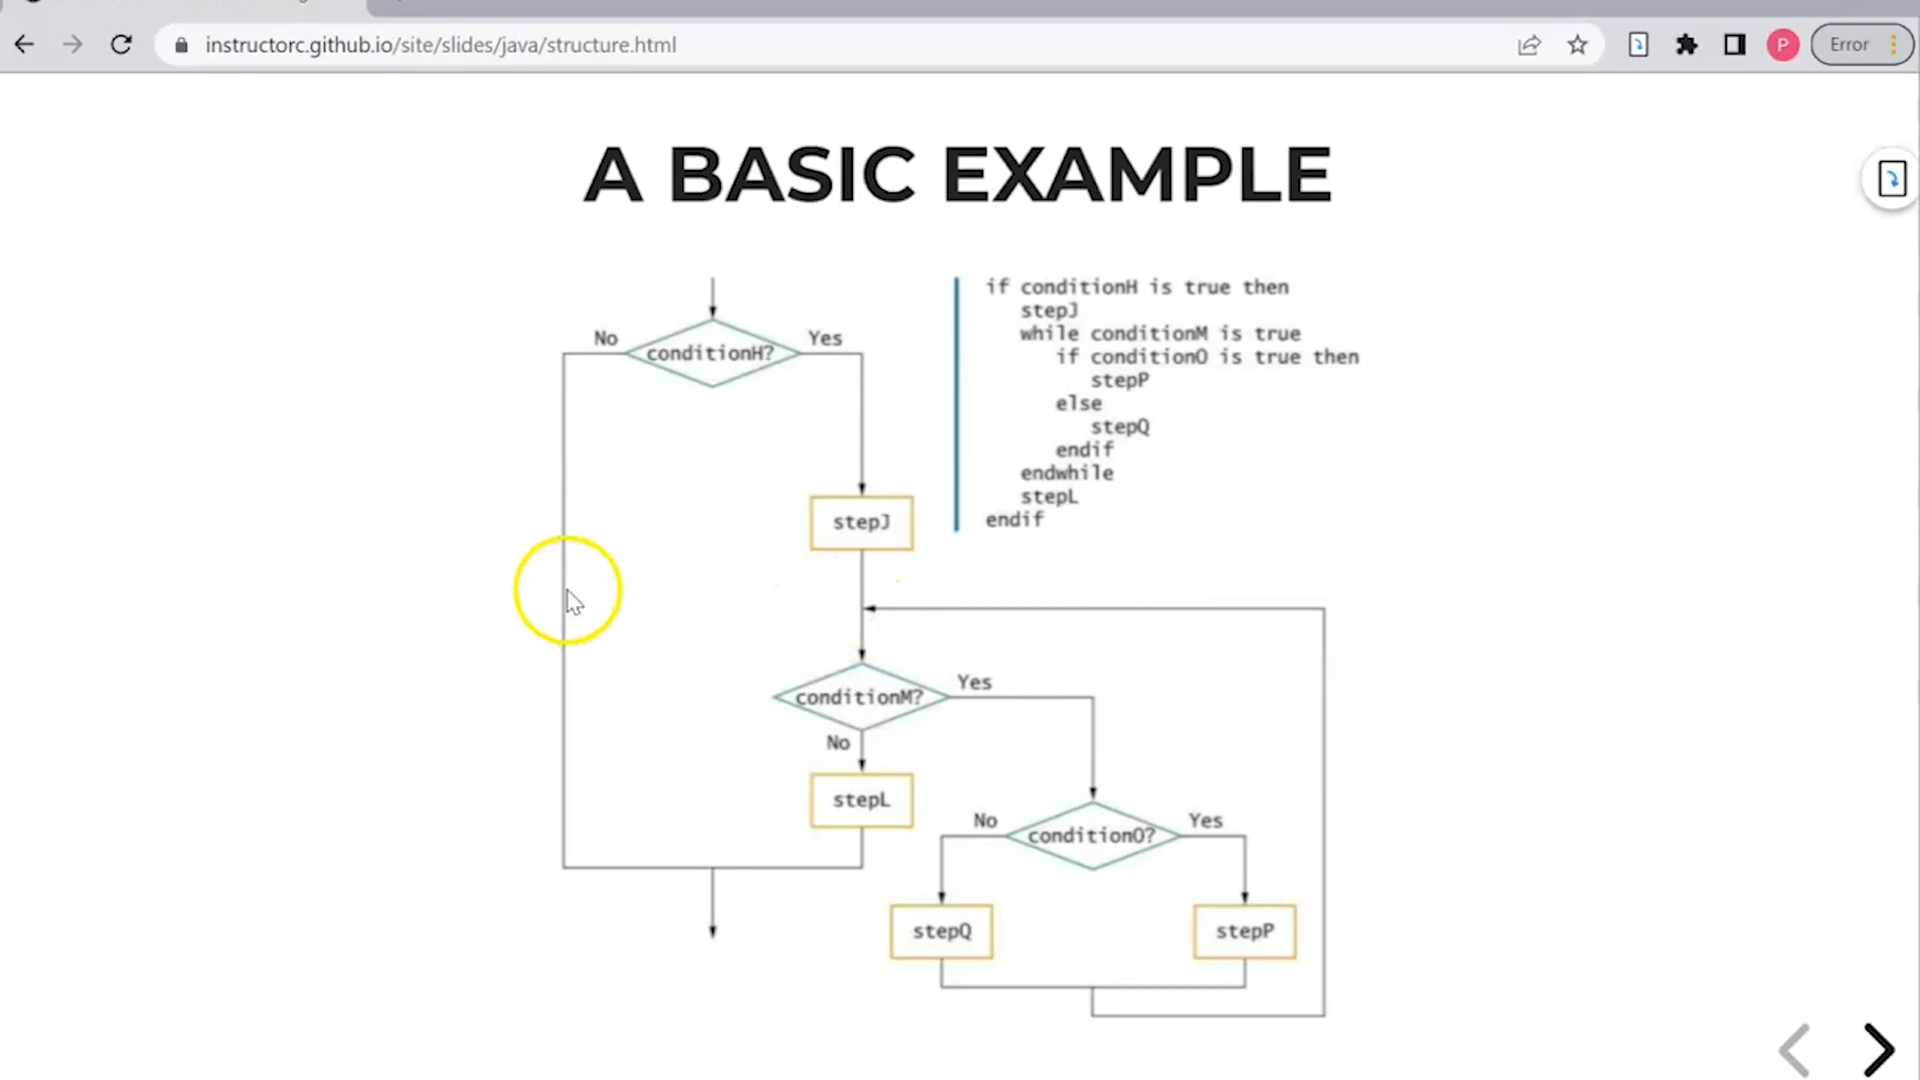 instructorc.github.io/site/slides/java/structure.html
P
Error
A BASIC EXAMPLE
if conditionH is true then
stepJ
while conditionM is true
if conditionO is true then
stepP
else
stepQ
endif
endwhile
stepL
endif
No
conditionH?
Yes
stepJ
conditionM?
Yes
No
stepL
No
conditionO?
Yes
stepQ
stepP